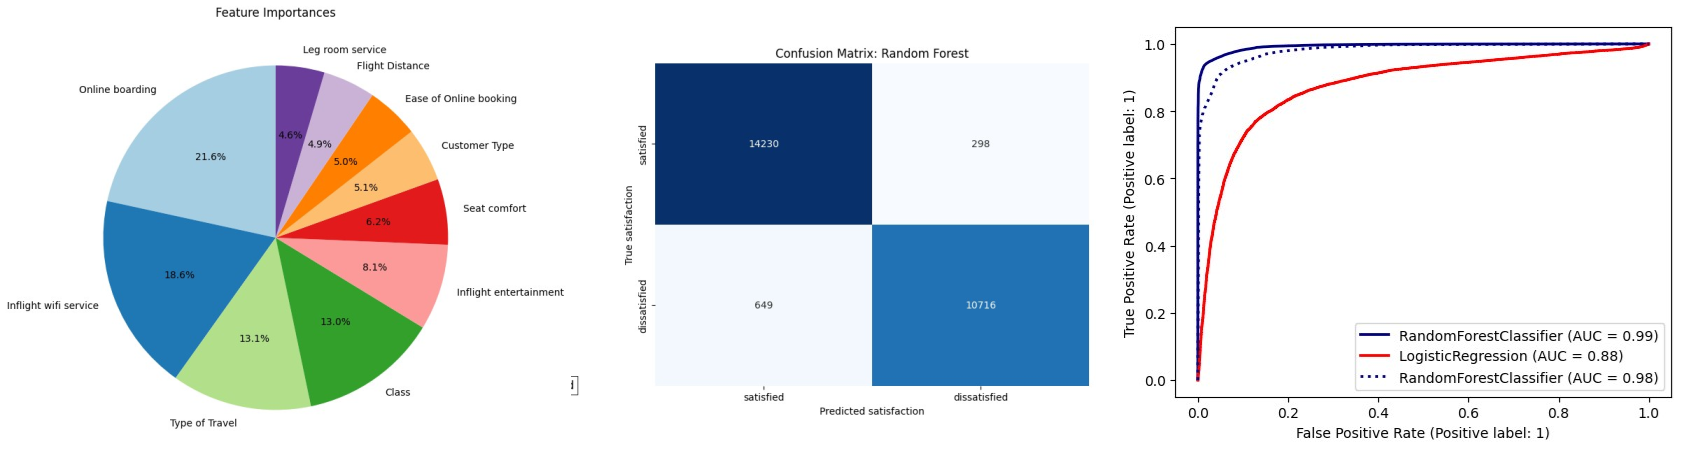 Feature Importances
Leg room service
Flight Distance
Online boarding
Ease of Online booking
4.6%
4.9%
Customer Type
21.6%
5.0%
5.1%
Seat comfort
6.2%
8.1%
18.6%
Inflight entertainment
Inflight wifi service
13.0%
13.1%
Class
Type of Travel
Confusion Matrix: Random Forest
satisfied
14230
298
True satisfaction
dissatisfied
649
10716
satisfied
dissatisfied
Predicted satisfaction
1.0
0.8
0.6
0.4
0.2
0.0
True Positive Rate (Positive label: 1)
RandomForestClassifier (AUC = 0.99)
LogisticRegression (AUC = 0.88)
RandomForestClassifier (AUC = 0.98)
0.0
0.2
0.4
0.6
0.8
1.0
False Positive Rate (Positive label: 1)